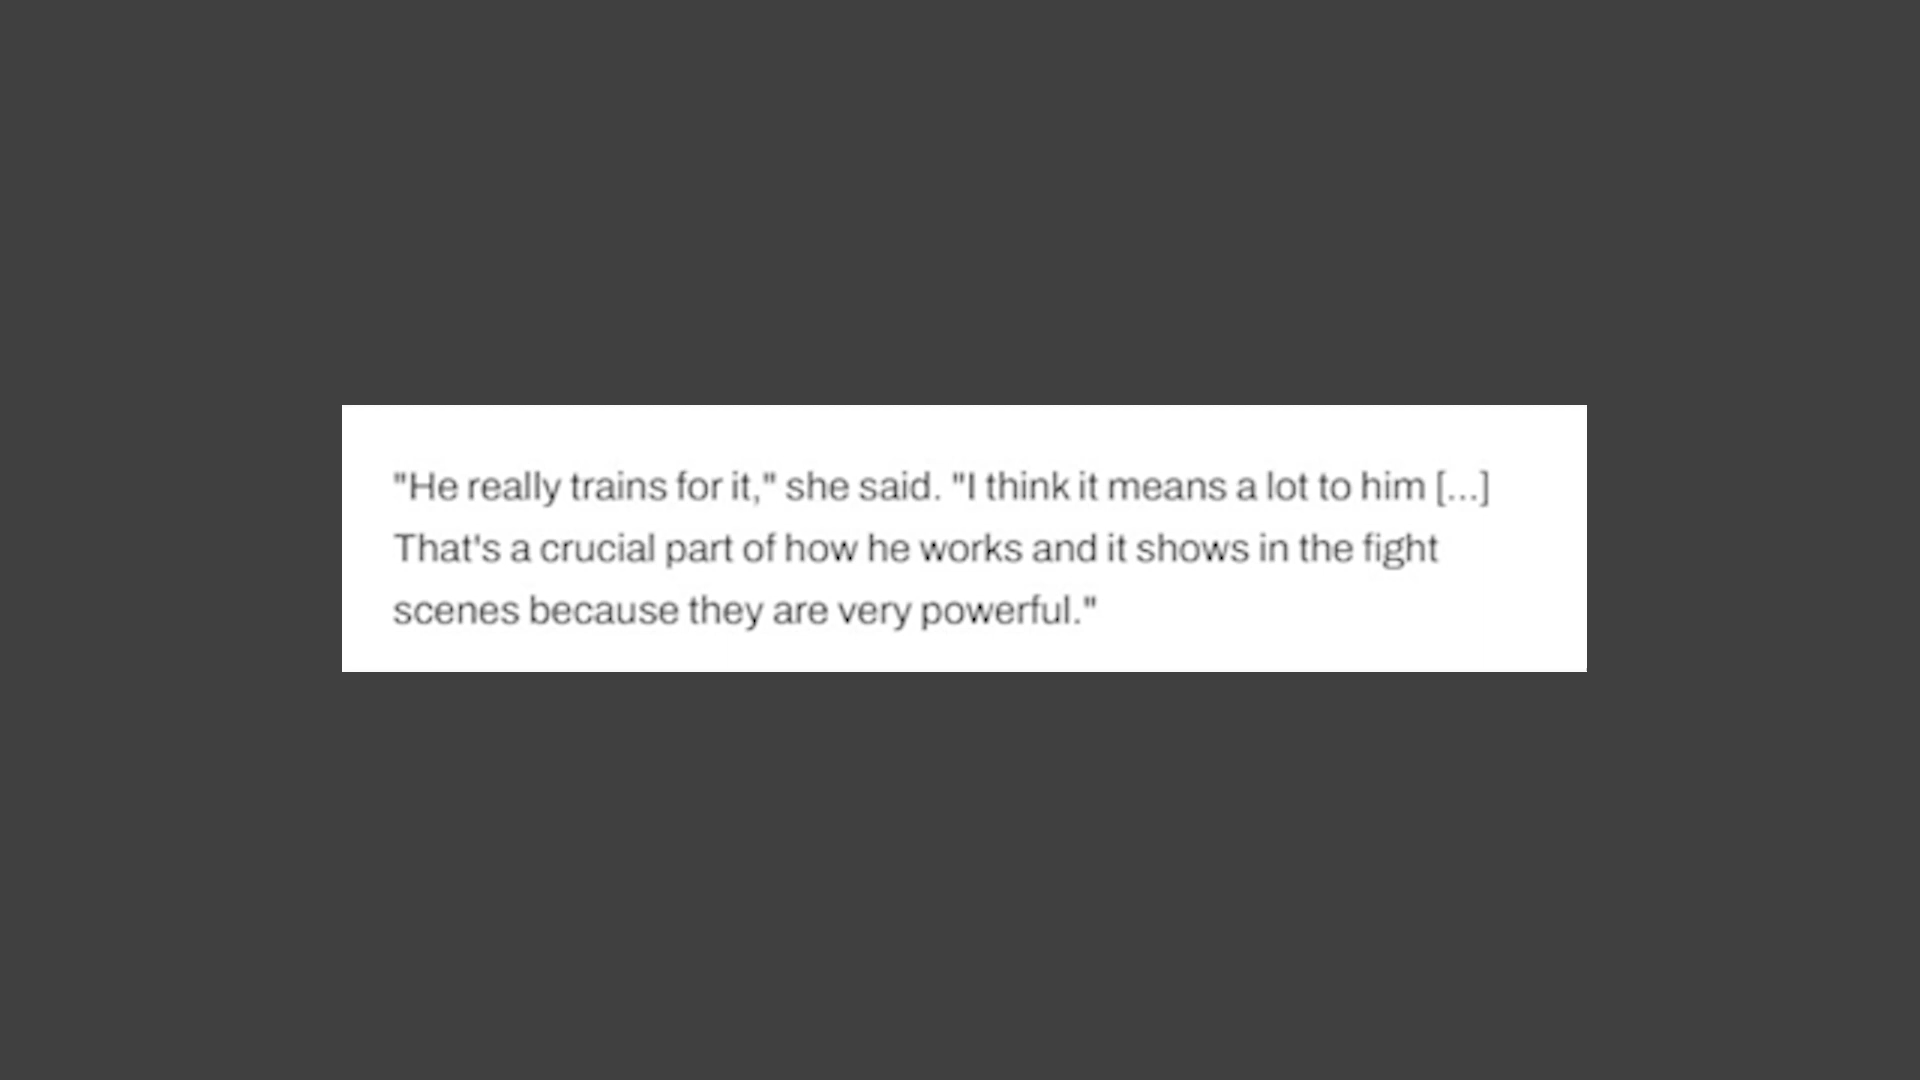 "He really trains for it," she said. "I think it means a lot to him [...]
That's a crucial part of how he works and it shows in the fight
scenes because they are very powerful."